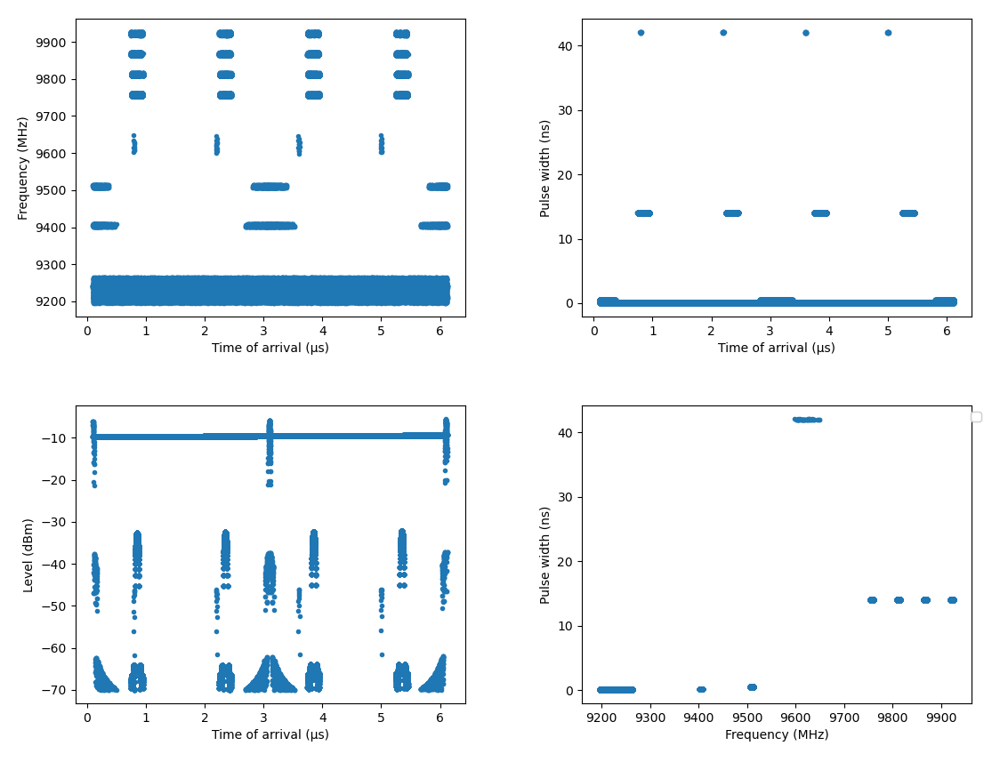 9900
9800
9700
9600
9500
9400
9300
9200
Frequency (MHz)
0 1 2 3 4 5 6
Time of arrival (µs)
40
30
20
10
0
Pulse width (ns)
0 1 2 3 4 5 6
Time of arrival (µs)
−10
−20
−30
−40
−50
−60
−70
Level (dBm)
0 1 2 3 4 5 6
Time of arrival (µs)
40
30
20
10
0
Pulse width (ns)
9200 9300 9400 9500 9600 9700 9800 9900
Frequency (MHz)